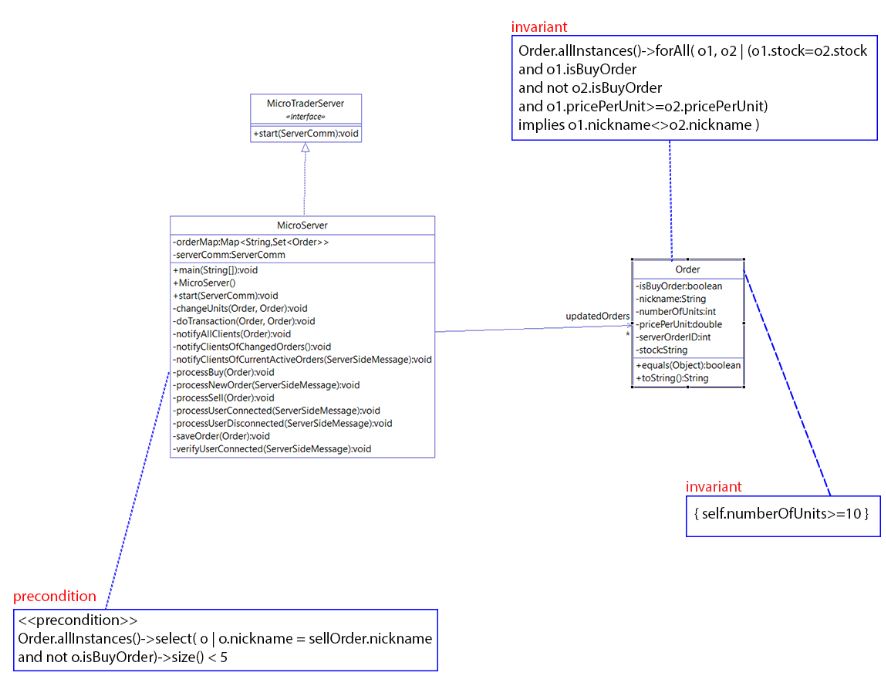 invariant
Order.allInstances()->forAll( o1, o2 | (o1.stock=o2.stock
and o1.isBuyOrder
and not o2.isBuyOrder
and o1.pricePerUnit>=o2.pricePerUnit)
implies o1.nickname<>o2.nickname )
MicroTraderServer
«interface»
+start(ServerComm):void
MicroServer
-orderMap:Map<String,Set<Order>>
-serverComm:ServerComm
+main(String[]):void
+MicroServer()
+start(ServerComm):void
-changeUnits(Order, Order):void
-doTransaction(Order, Order):void
-notifyAllClients(Order):void
-notifyClientsOfChangedOrders():void
-notifyClientsOfCurrentActiveOrders(ServerSideMessage):void
-processBuy(Order):void
-processNewOrder(ServerSideMessage):void
-processSell(Order):void
-processUserConnected(ServerSideMessage):void
-processUserDisconnected(ServerSideMessage):void
-saveOrder(Order):void
-verifyUserConnected(ServerSideMessage):void
updatedOrders
*
Order
-isBuyOrder:boolean
-nickname:String
-numberOfUnits:int
-pricePerUnit:double
-serverOrderID:int
-stock:String
+equals(Object):boolean
+toString():String
invariant
{ self.numberOfUnits>=10 }
precondition
<<precondition>>
Order.allInstances()->select( o | o.nickname = sellOrder.nickname
and not o.isBuyOrder)->size() < 5